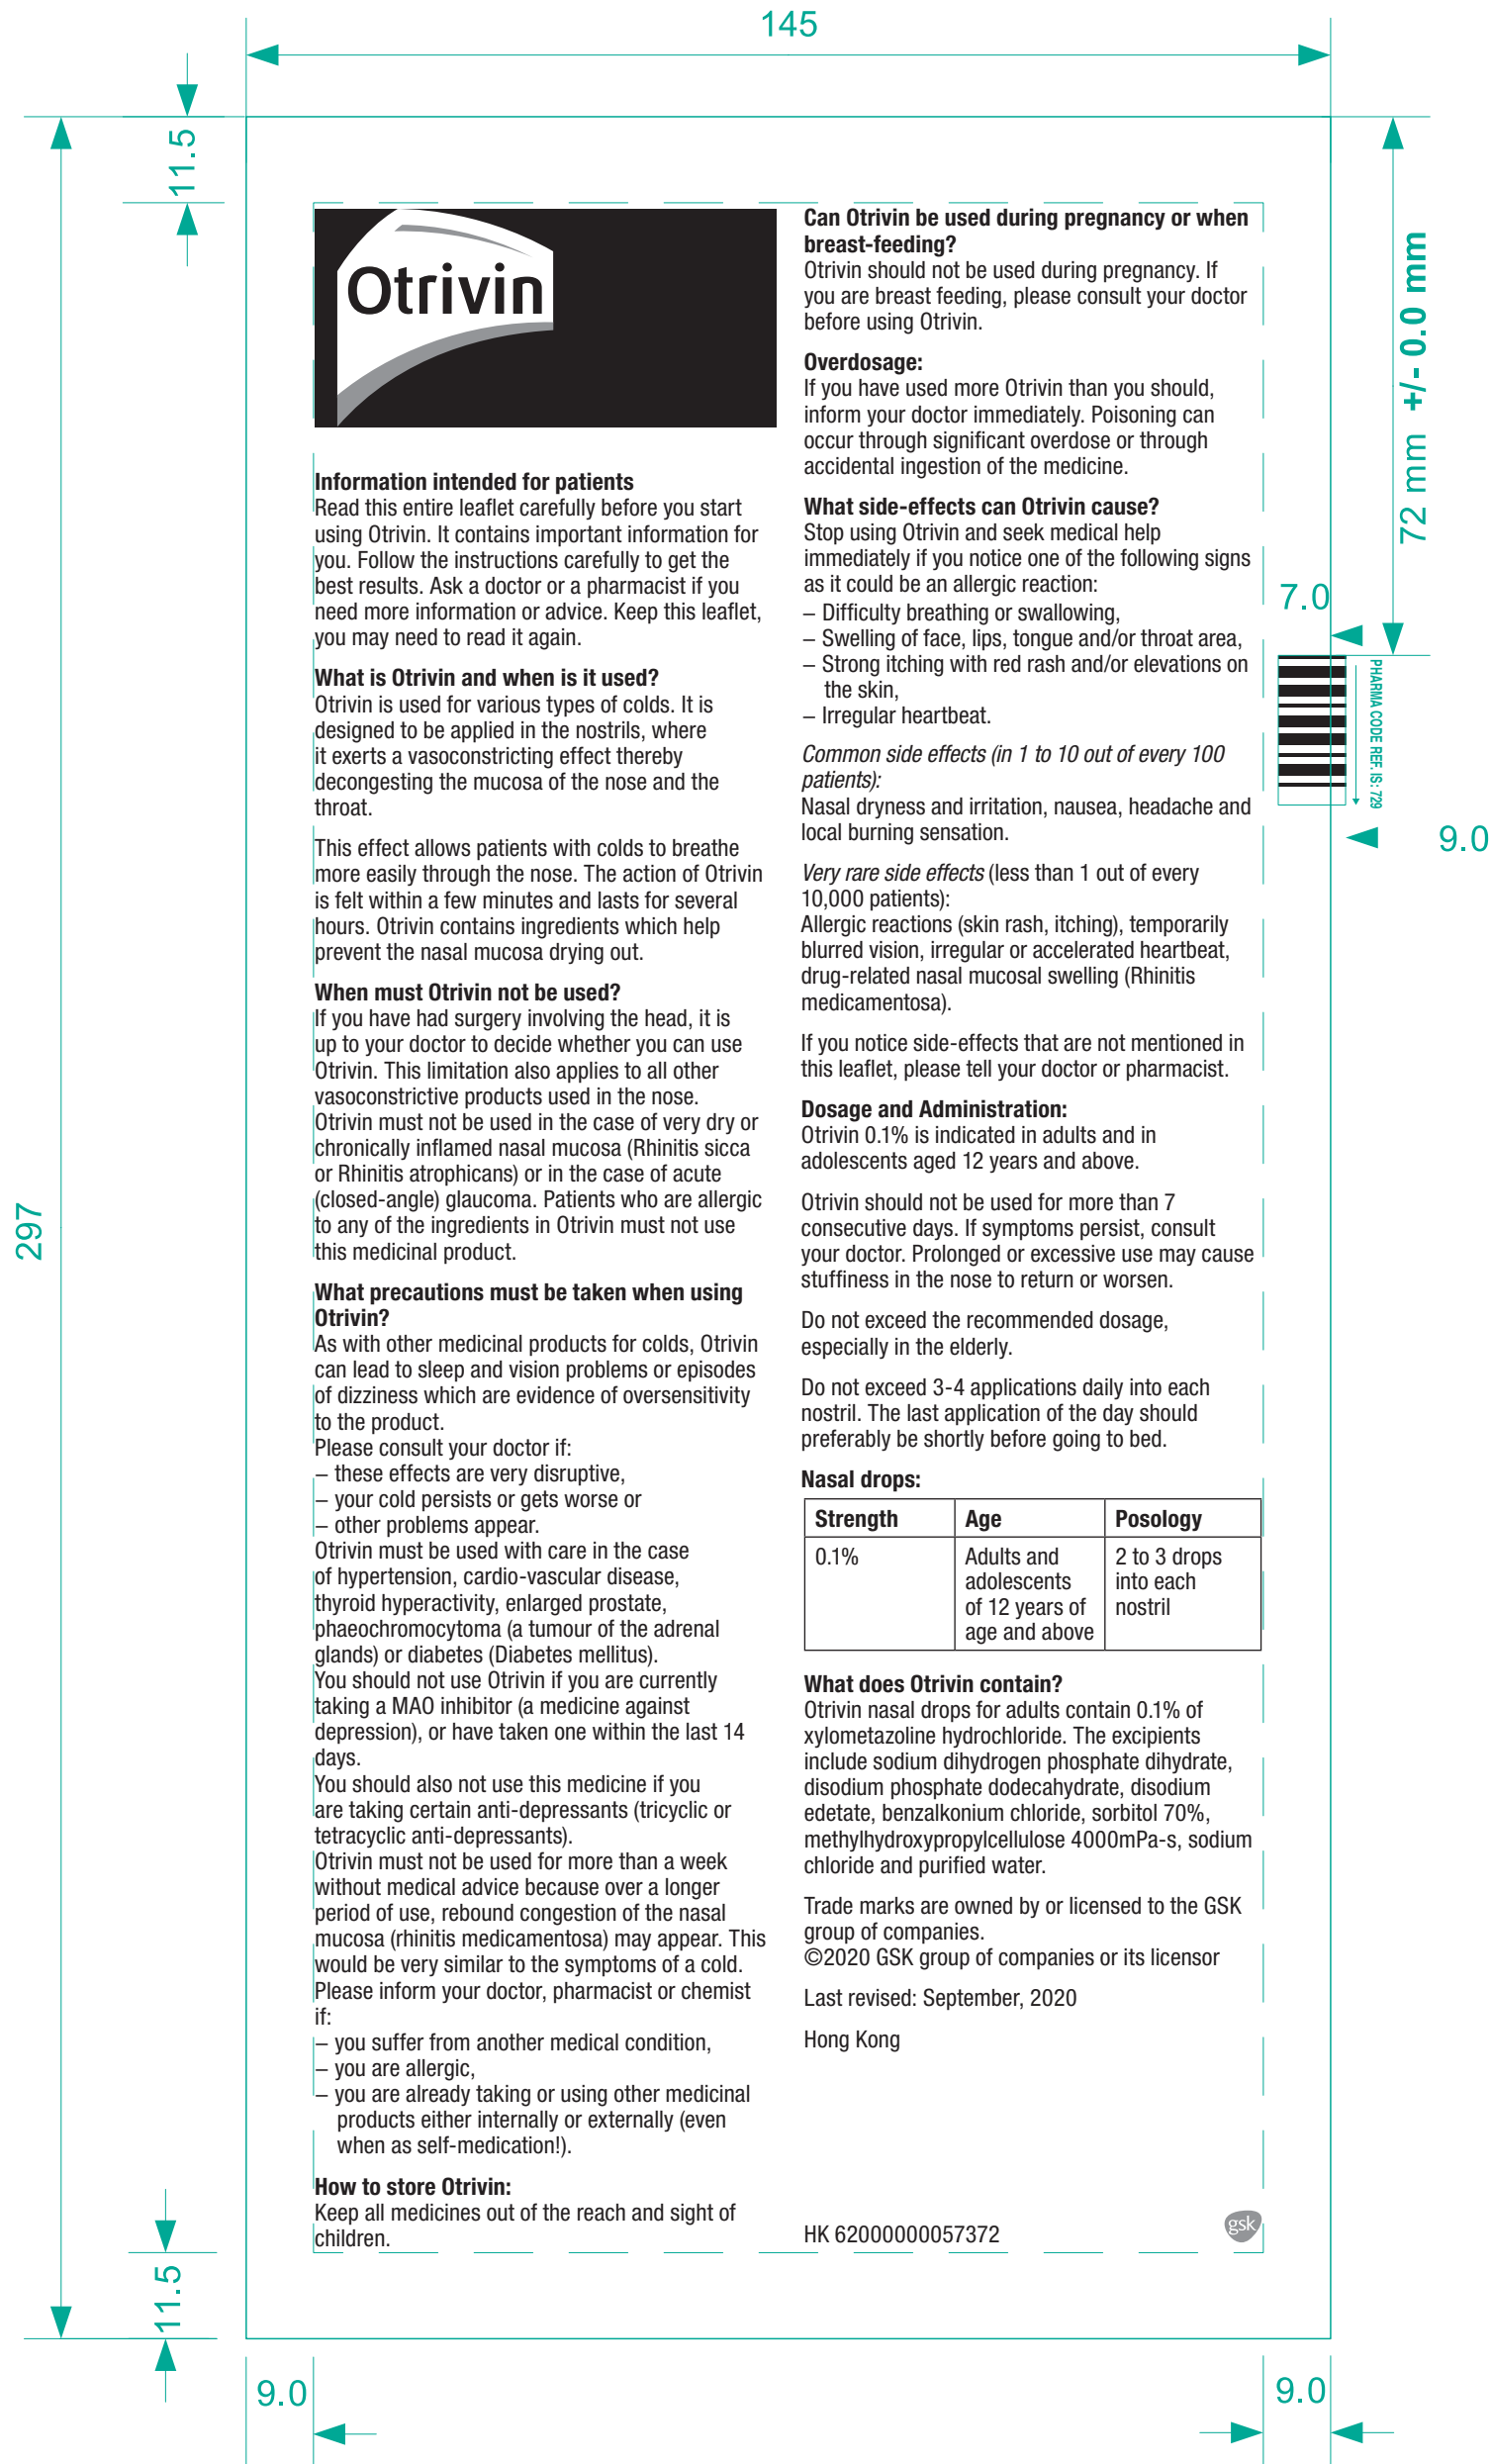 145
11.5
Otrivin
Information intended for patients
Read this entire leaflet carefully before you start
using Otrivin. It contains important information for
you. Follow the instructions carefully to get the
best results. Ask a doctor or a pharmacist if you
need more information or advice. Keep this leaflet,
you may need to read it again.
What is Otrivin and when is it used?
Otrivin is used for various types of colds. It is
designed to be applied in the nostrils, where
it exerts a vasoconstricting effect thereby
decongesting the mucosa of the nose and the
throat.
This effect allows patients with colds to breathe
more easily through the nose. The action of Otrivin
is felt within a few minutes and lasts for several
hours. Otrivin contains ingredients which help
prevent the nasal mucosa drying out.
When must Otrivin not be used?
If you have had surgery involving the head, it is
up to your doctor to decide whether you can use
Otrivin. This limitation also applies to all other
vasoconstrictive products used in the nose.
Otrivin must not be used in the case of very dry or
chronically inflamed nasal mucosa (Rhinitis sicca
or Rhinitis atrophicans) or in the case of acute
(closed-angle) glaucoma. Patients who are allergic
to any of the ingredients in Otrivin must not use
this medicinal product.
What precautions must be taken when using
Otrivin?
As with other medicinal products for colds, Otrivin
can lead to sleep and vision problems or episodes
of dizziness which are evidence of oversensitivity
to the product.
Please consult your doctor if:
– these effects are very disruptive,
– your cold persists or gets worse or
– other problems appear.
Otrivin must be used with care in the case
of hypertension, cardio-vascular disease,
thyroid hyperactivity, enlarged prostate,
phaeochromocytoma (a tumour of the adrenal
glands) or diabetes (Diabetes mellitus).
You should not use Otrivin if you are currently
taking a MAO inhibitor (a medicine against
depression), or have taken one within the last 14
days.
You should also not use this medicine if you
are taking certain anti-depressants (tricyclic or
tetracyclic anti-depressants).
Otrivin must not be used for more than a week
without medical advice because over a longer
period of use, rebound congestion of the nasal
mucosa (rhinitis medicamentosa) may appear. This
would be very similar to the symptoms of a cold.
Please inform your doctor, pharmacist or chemist
if:
– you suffer from another medical condition,
– you are allergic,
– you are already taking or using other medicinal
products either internally or externally (even
when as self-medication!).
How to store Otrivin:
Keep all medicines out of the reach and sight of
children.
Can Otrivin be used during pregnancy or when
breast-feeding?
Otrivin should not be used during pregnancy. If
you are breast feeding, please consult your doctor
before using Otrivin.
Overdosage:
If you have used more Otrivin than you should,
inform your doctor immediately. Poisoning can
occur through significant overdose or through
accidental ingestion of the medicine.
What side-effects can Otrivin cause?
Stop using Otrivin and seek medical help
immediately if you notice one of the following signs
as it could be an allergic reaction:
– Difficulty breathing or swallowing,
– Swelling of face, lips, tongue and/or throat area,
– Strong itching with red rash and/or elevations on
the skin,
– Irregular heartbeat.
Common side effects (in 1 to 10 out of every 100
patients):
Nasal dryness and irritation, nausea, headache and
local burning sensation.
Very rare side effects (less than 1 out of every
10,000 patients):
Allergic reactions (skin rash, itching), temporarily
blurred vision, irregular or accelerated heartbeat,
drug-related nasal mucosal swelling (Rhinitis
medicamentosa).
If you notice side-effects that are not mentioned in
this leaflet, please tell your doctor or pharmacist.
Dosage and Administration:
Otrivin 0.1% is indicated in adults and in
adolescents aged 12 years and above.
Otrivin should not be used for more than 7
consecutive days. If symptoms persist, consult
your doctor. Prolonged or excessive use may cause
stuffiness in the nose to return or worsen.
Do not exceed the recommended dosage,
especially in the elderly.
Do not exceed 3-4 applications daily into each
nostril. The last application of the day should
preferably be shortly before going to bed.
Nasal drops:
Strength Age Posology
0.1% Adults and 2 to 3 drops
adolescents into each
of 12 years of nostril
age and above
What does Otrivin contain?
Otrivin nasal drops for adults contain 0.1% of
xylometazoline hydrochloride. The excipients
include sodium dihydrogen phosphate dihydrate,
disodium phosphate dodecahydrate, disodium
edetate, benzalkonium chloride, sorbitol 70%,
methylhydroxypropylcellulose 4000mPa-s, sodium
chloride and purified water.
Trade marks are owned by or licensed to the GSK
group of companies.
©2020 GSK group of companies or its licensor
Last revised: September, 2020
Hong Kong
HK 62000000057372
gsk
72 mm +/- 0.0 mm
7.0
PHARMA CODE REF. IS: 729
9.0
297
11.5
9.0
9.0